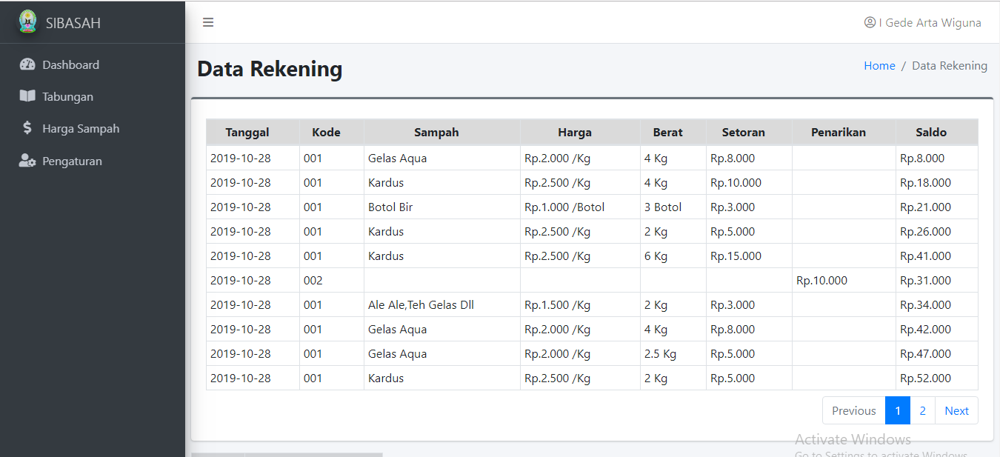 SIBASAH
I Gede Arta Wiguna
Dashboard
Tabungan
Harga Sampah
Pengaturan
Data Rekening
Home / Data Rekening
Tanggal Kode Sampah Harga Berat Setoran Penarikan Saldo
2019-10-28 001 Gelas Aqua Rp.2.000 /Kg 4 Kg Rp.8.000 Rp.8.000
2019-10-28 001 Kardus Rp.2.500 /Kg 4 Kg Rp.10.000 Rp.18.000
2019-10-28 001 Botol Bir Rp.1.000 /Botol 3 Botol Rp.3.000 Rp.21.000
2019-10-28 001 Kardus Rp.2.500 /Kg 2 Kg Rp.5.000 Rp.26.000
2019-10-28 001 Kardus Rp.2.500 /Kg 6 Kg Rp.15.000 Rp.41.000
2019-10-28 002 Rp.10.000 Rp.31.000
2019-10-28 001 Ale Ale,Teh Gelas Dll Rp.1.500 /Kg 2 Kg Rp.3.000 Rp.34.000
2019-10-28 001 Gelas Aqua Rp.2.000 /Kg 4 Kg Rp.8.000 Rp.42.000
2019-10-28 001 Gelas Aqua Rp.2.000 /Kg 2.5 Kg Rp.5.000 Rp.47.000
2019-10-28 001 Kardus Rp.2.500 /Kg 2 Kg Rp.5.000 Rp.52.000
Previous 1 2 Next
Activate Windows
Go to Settings to activate Windows.